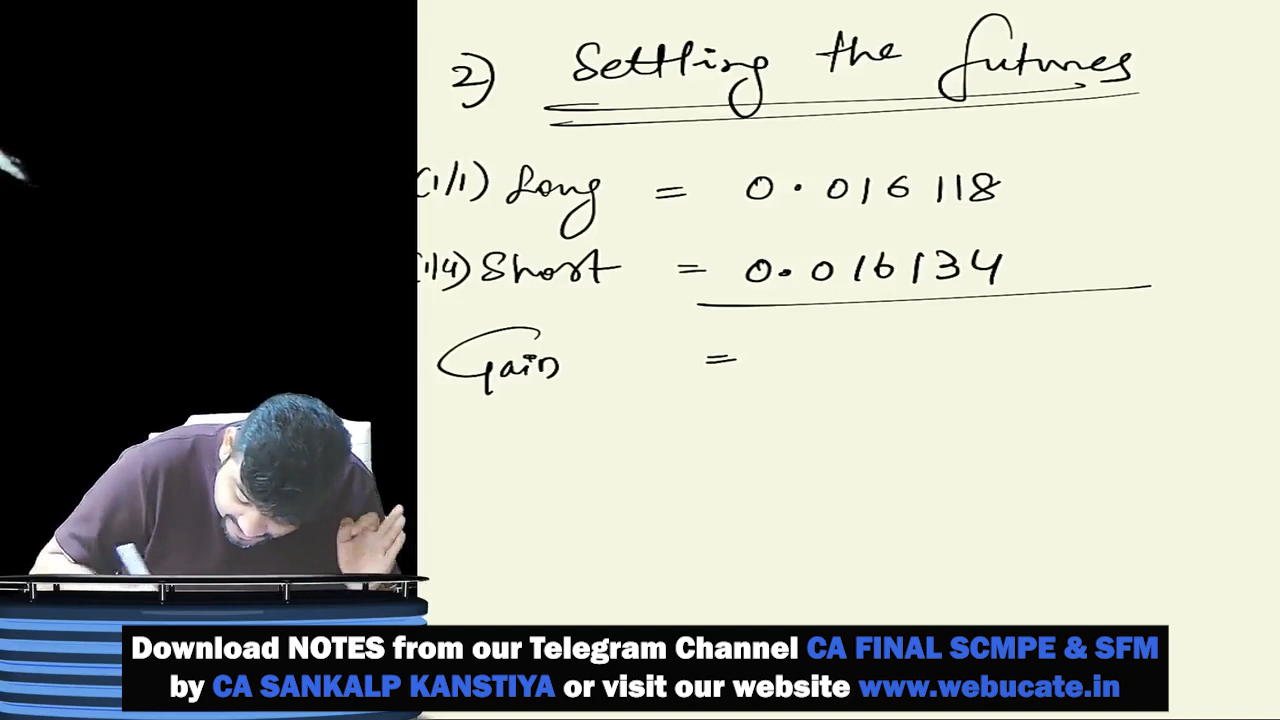 2) Settling the futures
(1/1) Long = 0.016118
(1/4) Short = 0.016134
Gain =
Download NOTES from our Telegram Channel CA FINAL SCMPE & SFM
by CA SANKALP KANSTIYA or visit our website www.webucate.in